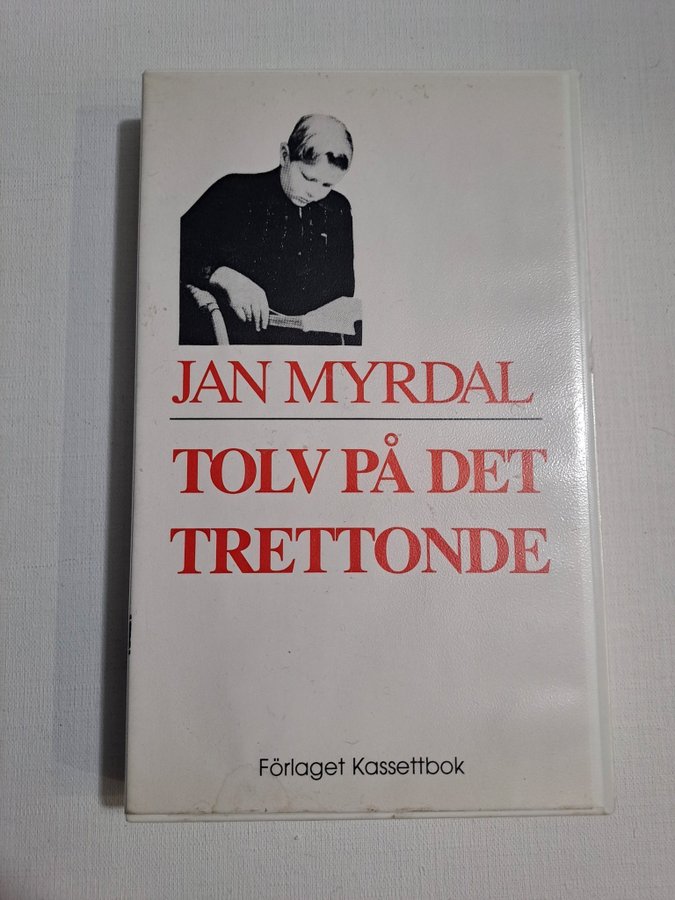 JAN MYRDAL
TOLV PÅ DET
TRETTONDE
Förlaget Kassettbok